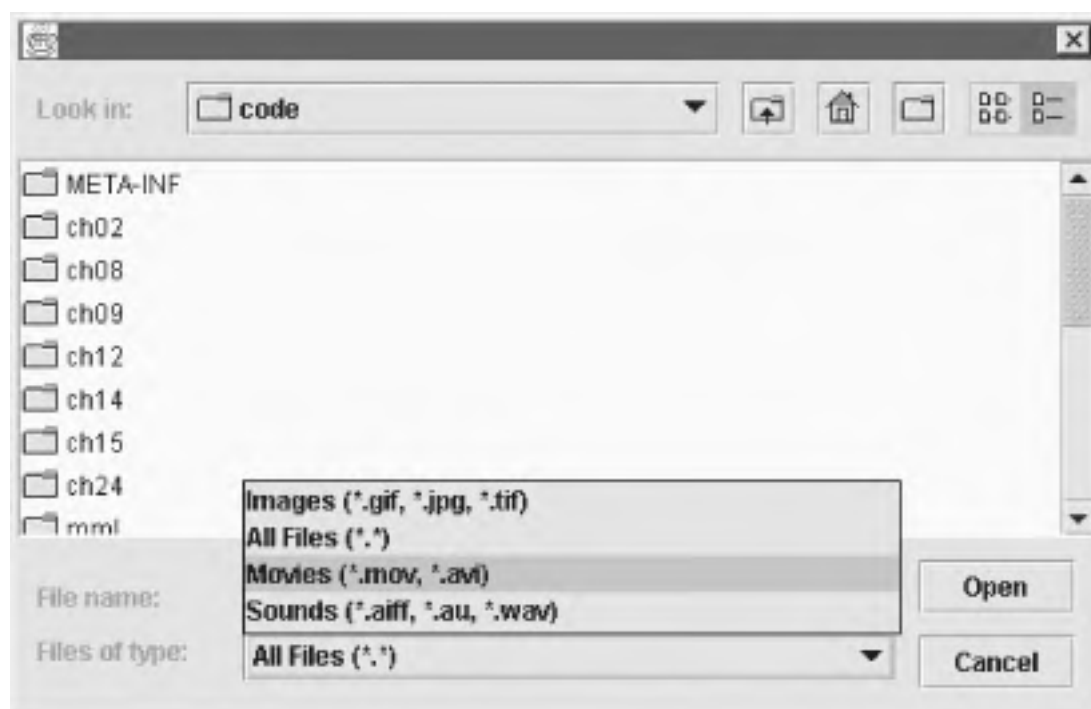 Look in:
code
META-INF
ch02
ch08
ch09
ch12
ch14
ch15
ch24
mml
Images (*.gif, *.jpg, *.tif)
All Files (*.*)
Movies (*.mov, *.avi)
Sounds (*.aiff, *.au, *.wav)
File name:
Open
Files of type:
All Files (*.*)
Cancel